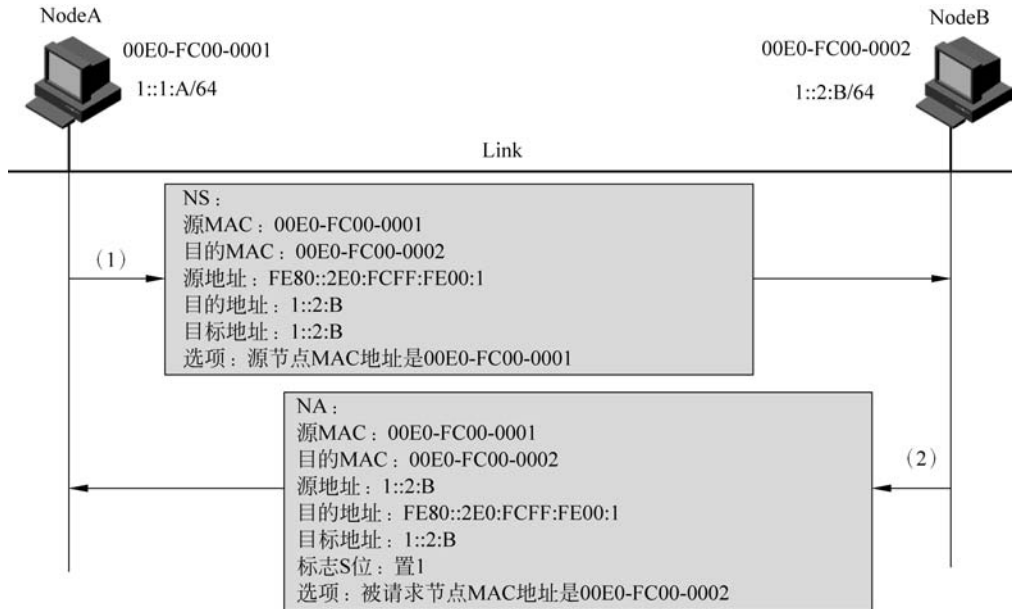 NodeA
NodeB
00E0-FC00-0001
00E0-FC00-0002
1::1:A/64
1::2:B/64
Link
(1)
NS：
源MAC：00E0-FC00-0001
目的MAC：00E0-FC00-0002
源地址：FE80::2E0:FCFF:FE00:1
目的地址：1::2:B
目标地址：1::2:B
选项：源节点MAC地址是00E0-FC00-0001
(2)
NA：
源MAC：00E0-FC00-0001
目的MAC：00E0-FC00-0002
源地址：1::2:B
目的地址：FE80::2E0:FCFF:FE00:1
目标地址：1::2:B
标志S位：置1
选项：被请求节点MAC地址是00E0-FC00-0002